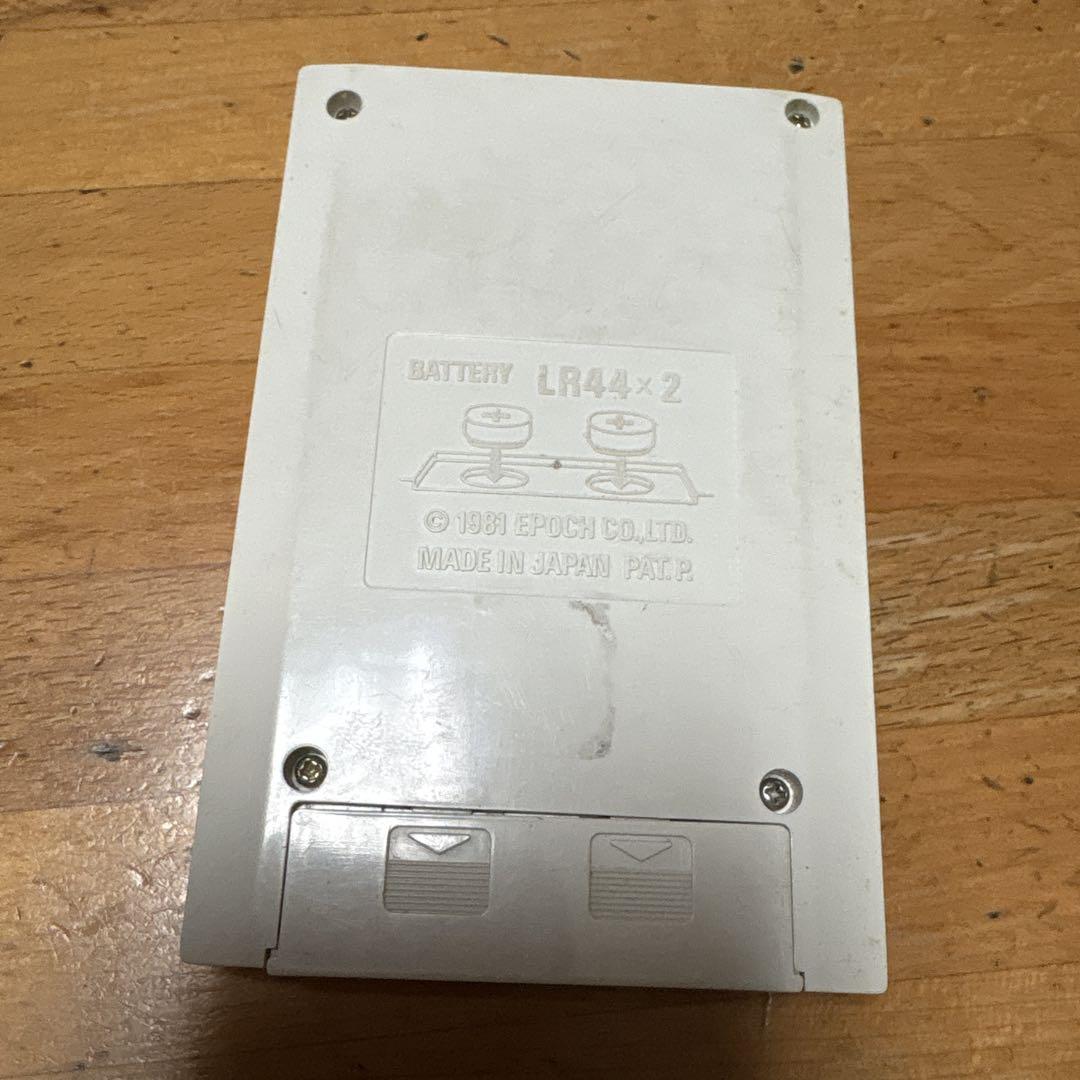 BATTERY LR44×2
+ +
© 1981 EPOCH CO.,LTD.
MADE IN JAPAN PAT.P.